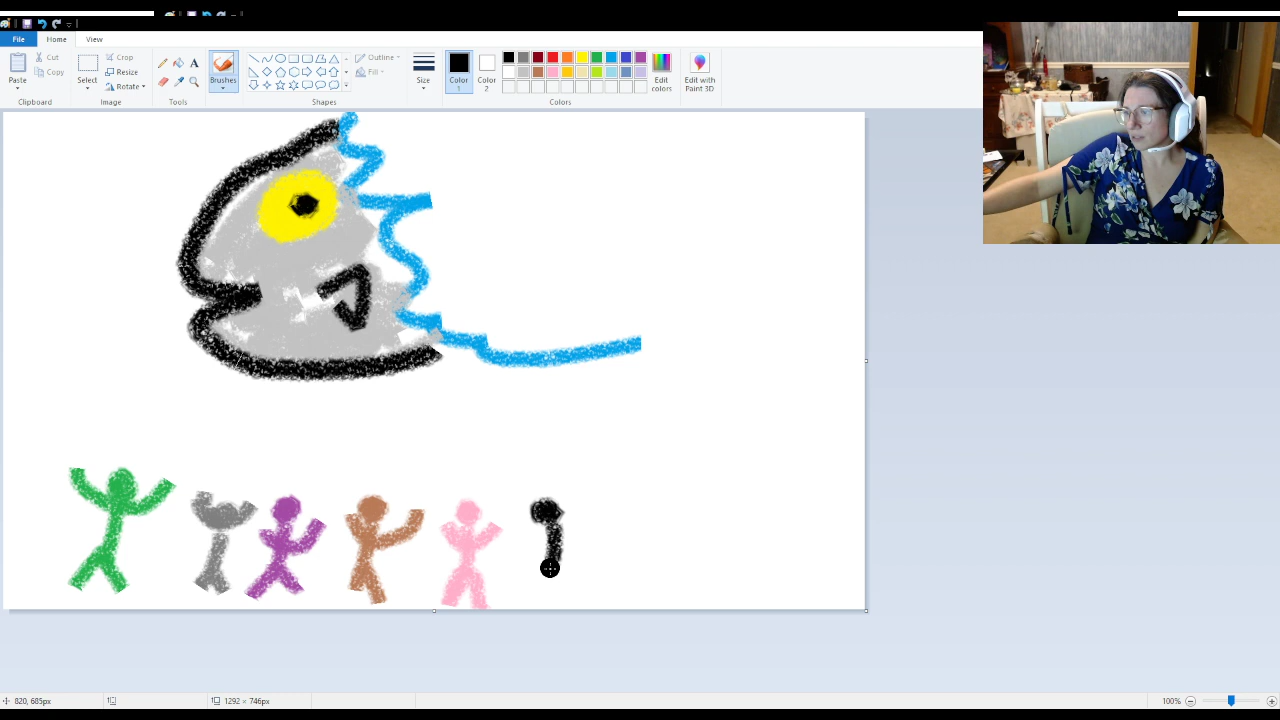 File Home View
Paste Cut Copy Clipboard
Select Crop Resize Rotate Image
A Tools
Brushes
Outline Fill Shapes
Size
Color 1
Color 2
Edit colors
Colors
Edit with Paint 3D
820, 685px 1292 × 746px 100%